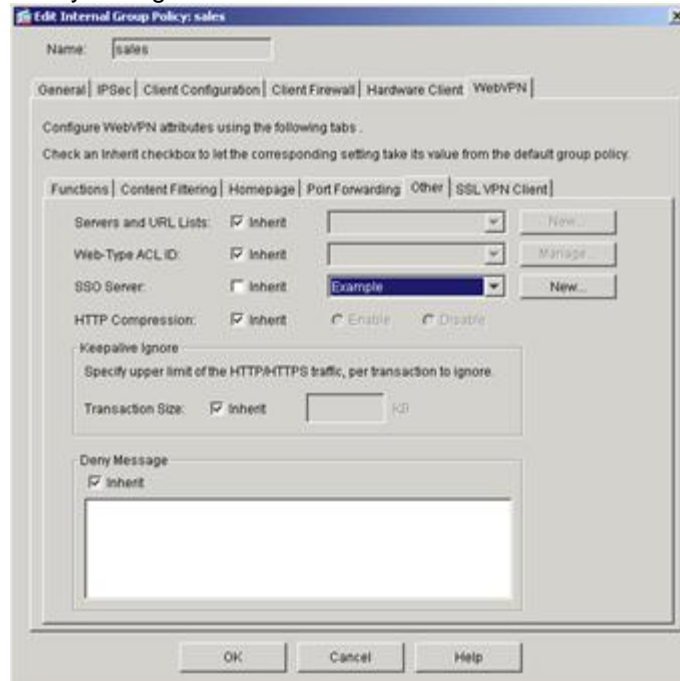 Edit Internal Group Policy: sales
Name: sales
General IPSec Client Configuration Client Firewall Hardware Client WebVPN
Configure WebVPN attributes using the following tabs .
Check an Inherit checkbox to let the corresponding setting take its value from the default group policy.
Functions Content Filtering Homepage Port Forwarding Other SSL VPN Client
Servers and URL Lists: Inherit New...
Web-Type ACL ID: Inherit Manage...
SSO Server: Inherit Example New...
HTTP Compression: Inherit Enable Disable
Keepalive Ignore
Specify upper limit of the HTTP/HTTPS traffic, per transaction to ignore.
Transaction Size: Inherit KB
Deny Message
Inherit
OK Cancel Help